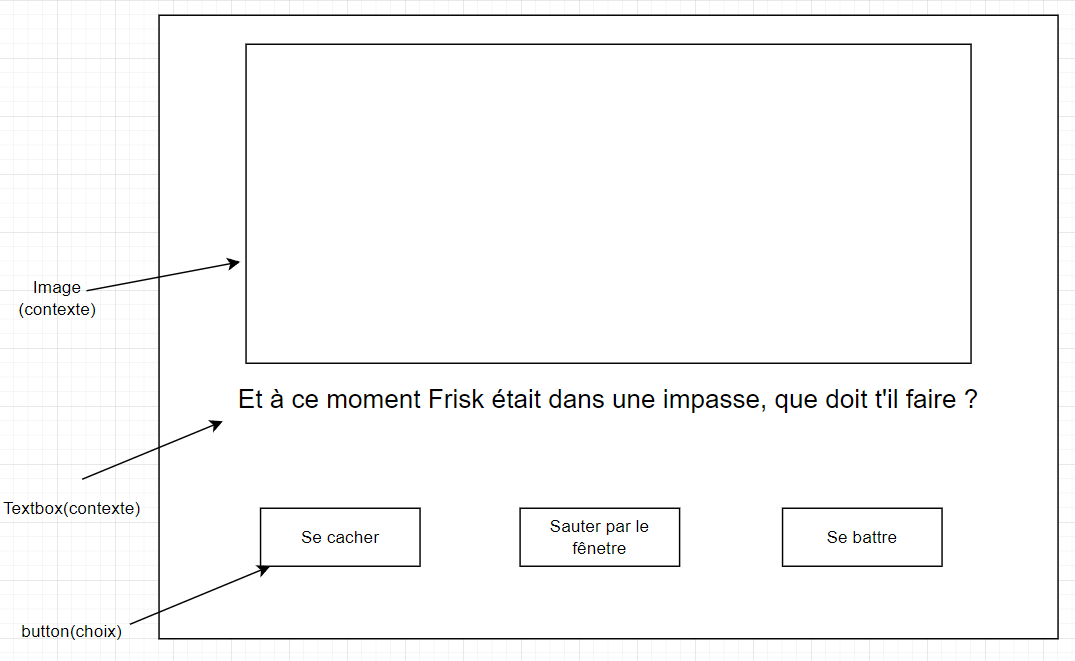 Image
(contexte)
Et à ce moment Frisk était dans une impasse, que doit t'il faire ?
Textbox(contexte)
Se cacher
Sauter par le
fênetre
Se battre
button(choix)